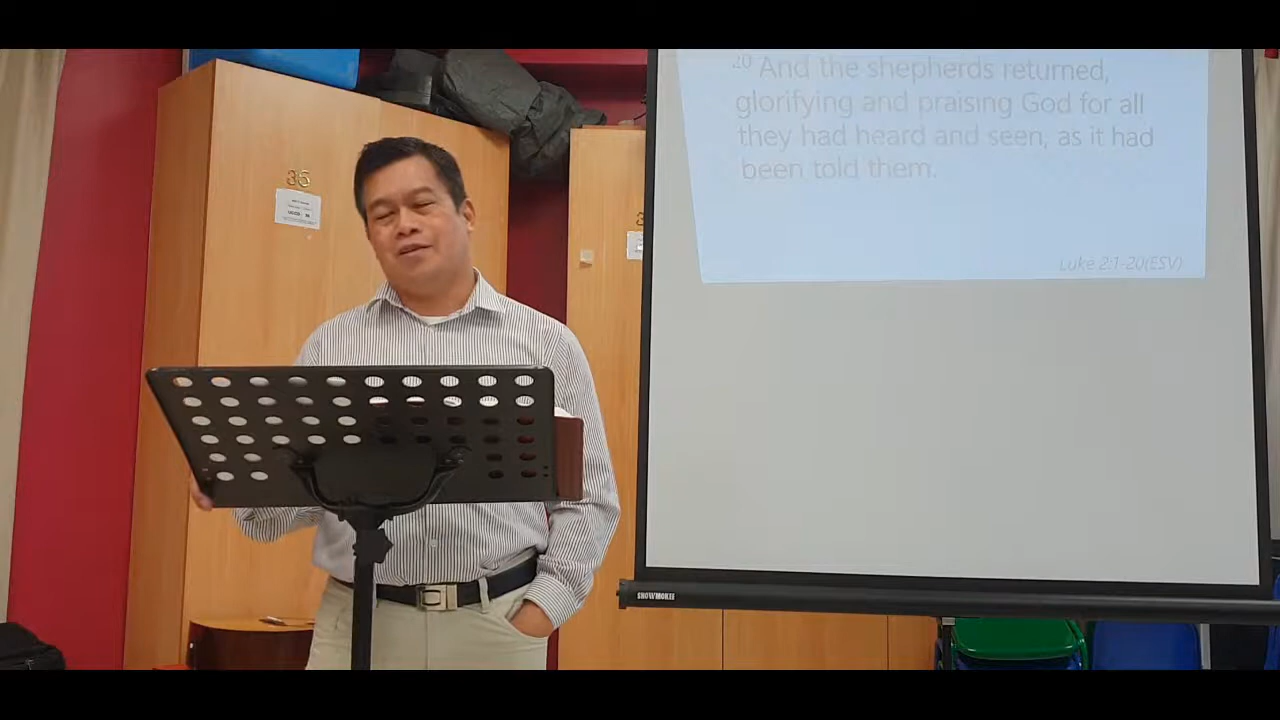 20 And the shepherds returned,
glorifying and praising God for all
they had heard and seen, as it had
been told them.
Luke 2:1-20(ESV)
35